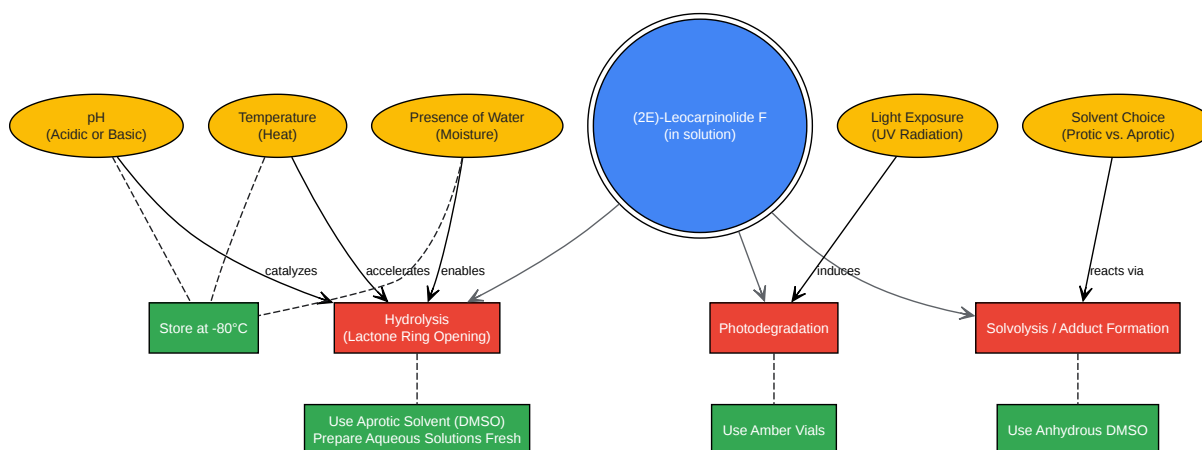 pH
(Acidic or Basic)
Temperature
(Heat)
Presence of Water
(Moisture)
(2E)-Leocarpinolide F
(in solution)
Light Exposure
(UV Radiation)
Solvent Choice
(Protic vs. Aprotic)
catalyzes
accelerates
enables
induces
reacts via
Store at -80°C
Hydrolysis
(Lactone Ring Opening)
Photodegradation
Solvolysis / Adduct Formation
Use Aprotic Solvent (DMSO)
Prepare Aqueous Solutions Fresh
Use Amber Vials
Use Anhydrous DMSO